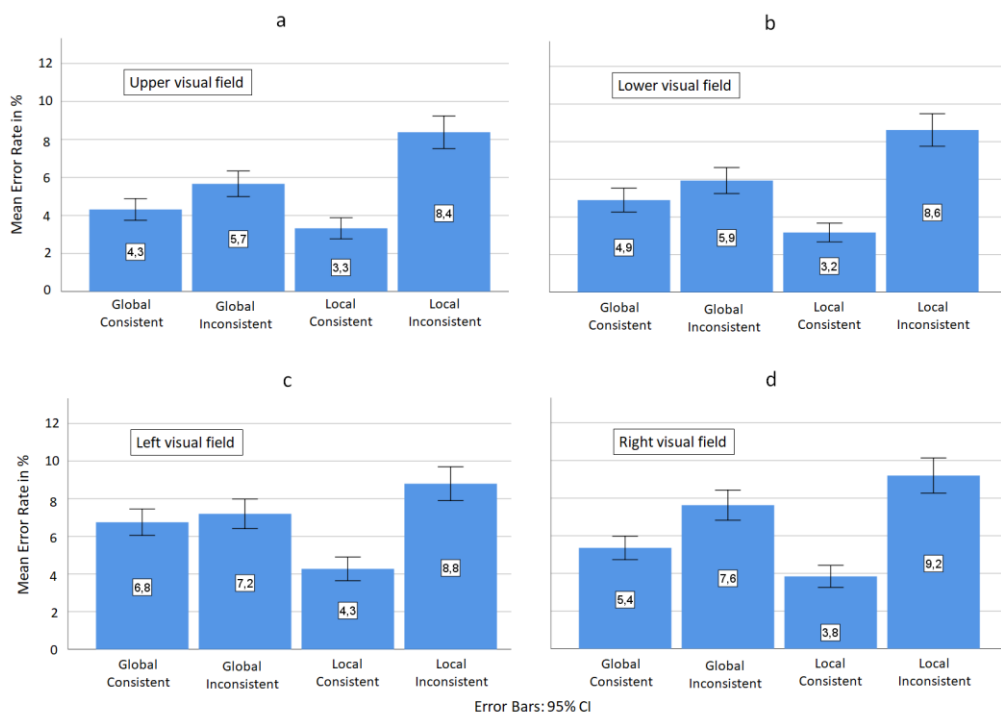 a
Mean Error Rate in %
12
10
8
6
4
2
0
Upper visual field
4,3
5,7
3,3
8,4
Global
Consistent
Global
Inconsistent
Local
Consistent
Local
Inconsistent
b
Lower visual field
4,9
5,9
3,2
8,6
Global
Consistent
Global
Inconsistent
Local
Consistent
Local
Inconsistent
c
Mean Error Rate in %
12
10
8
6
4
2
0
Left visual field
6,8
7,2
4,3
8,8
Global
Consistent
Global
Inconsistent
Local
Consistent
Local
Inconsistent
d
Right visual field
5,4
7,6
3,8
9,2
Global
Consistent
Global
Inconsistent
Local
Consistent
Local
Inconsistent
Error Bars: 95% CI